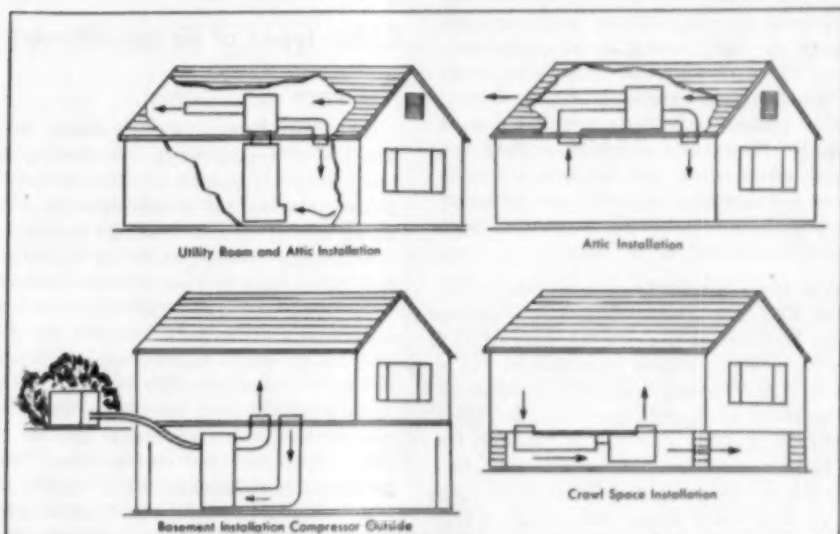 Utility Room and Attic Installation
Attic Installation
Basement Installation Compressor Outside
Crawl Space Installation